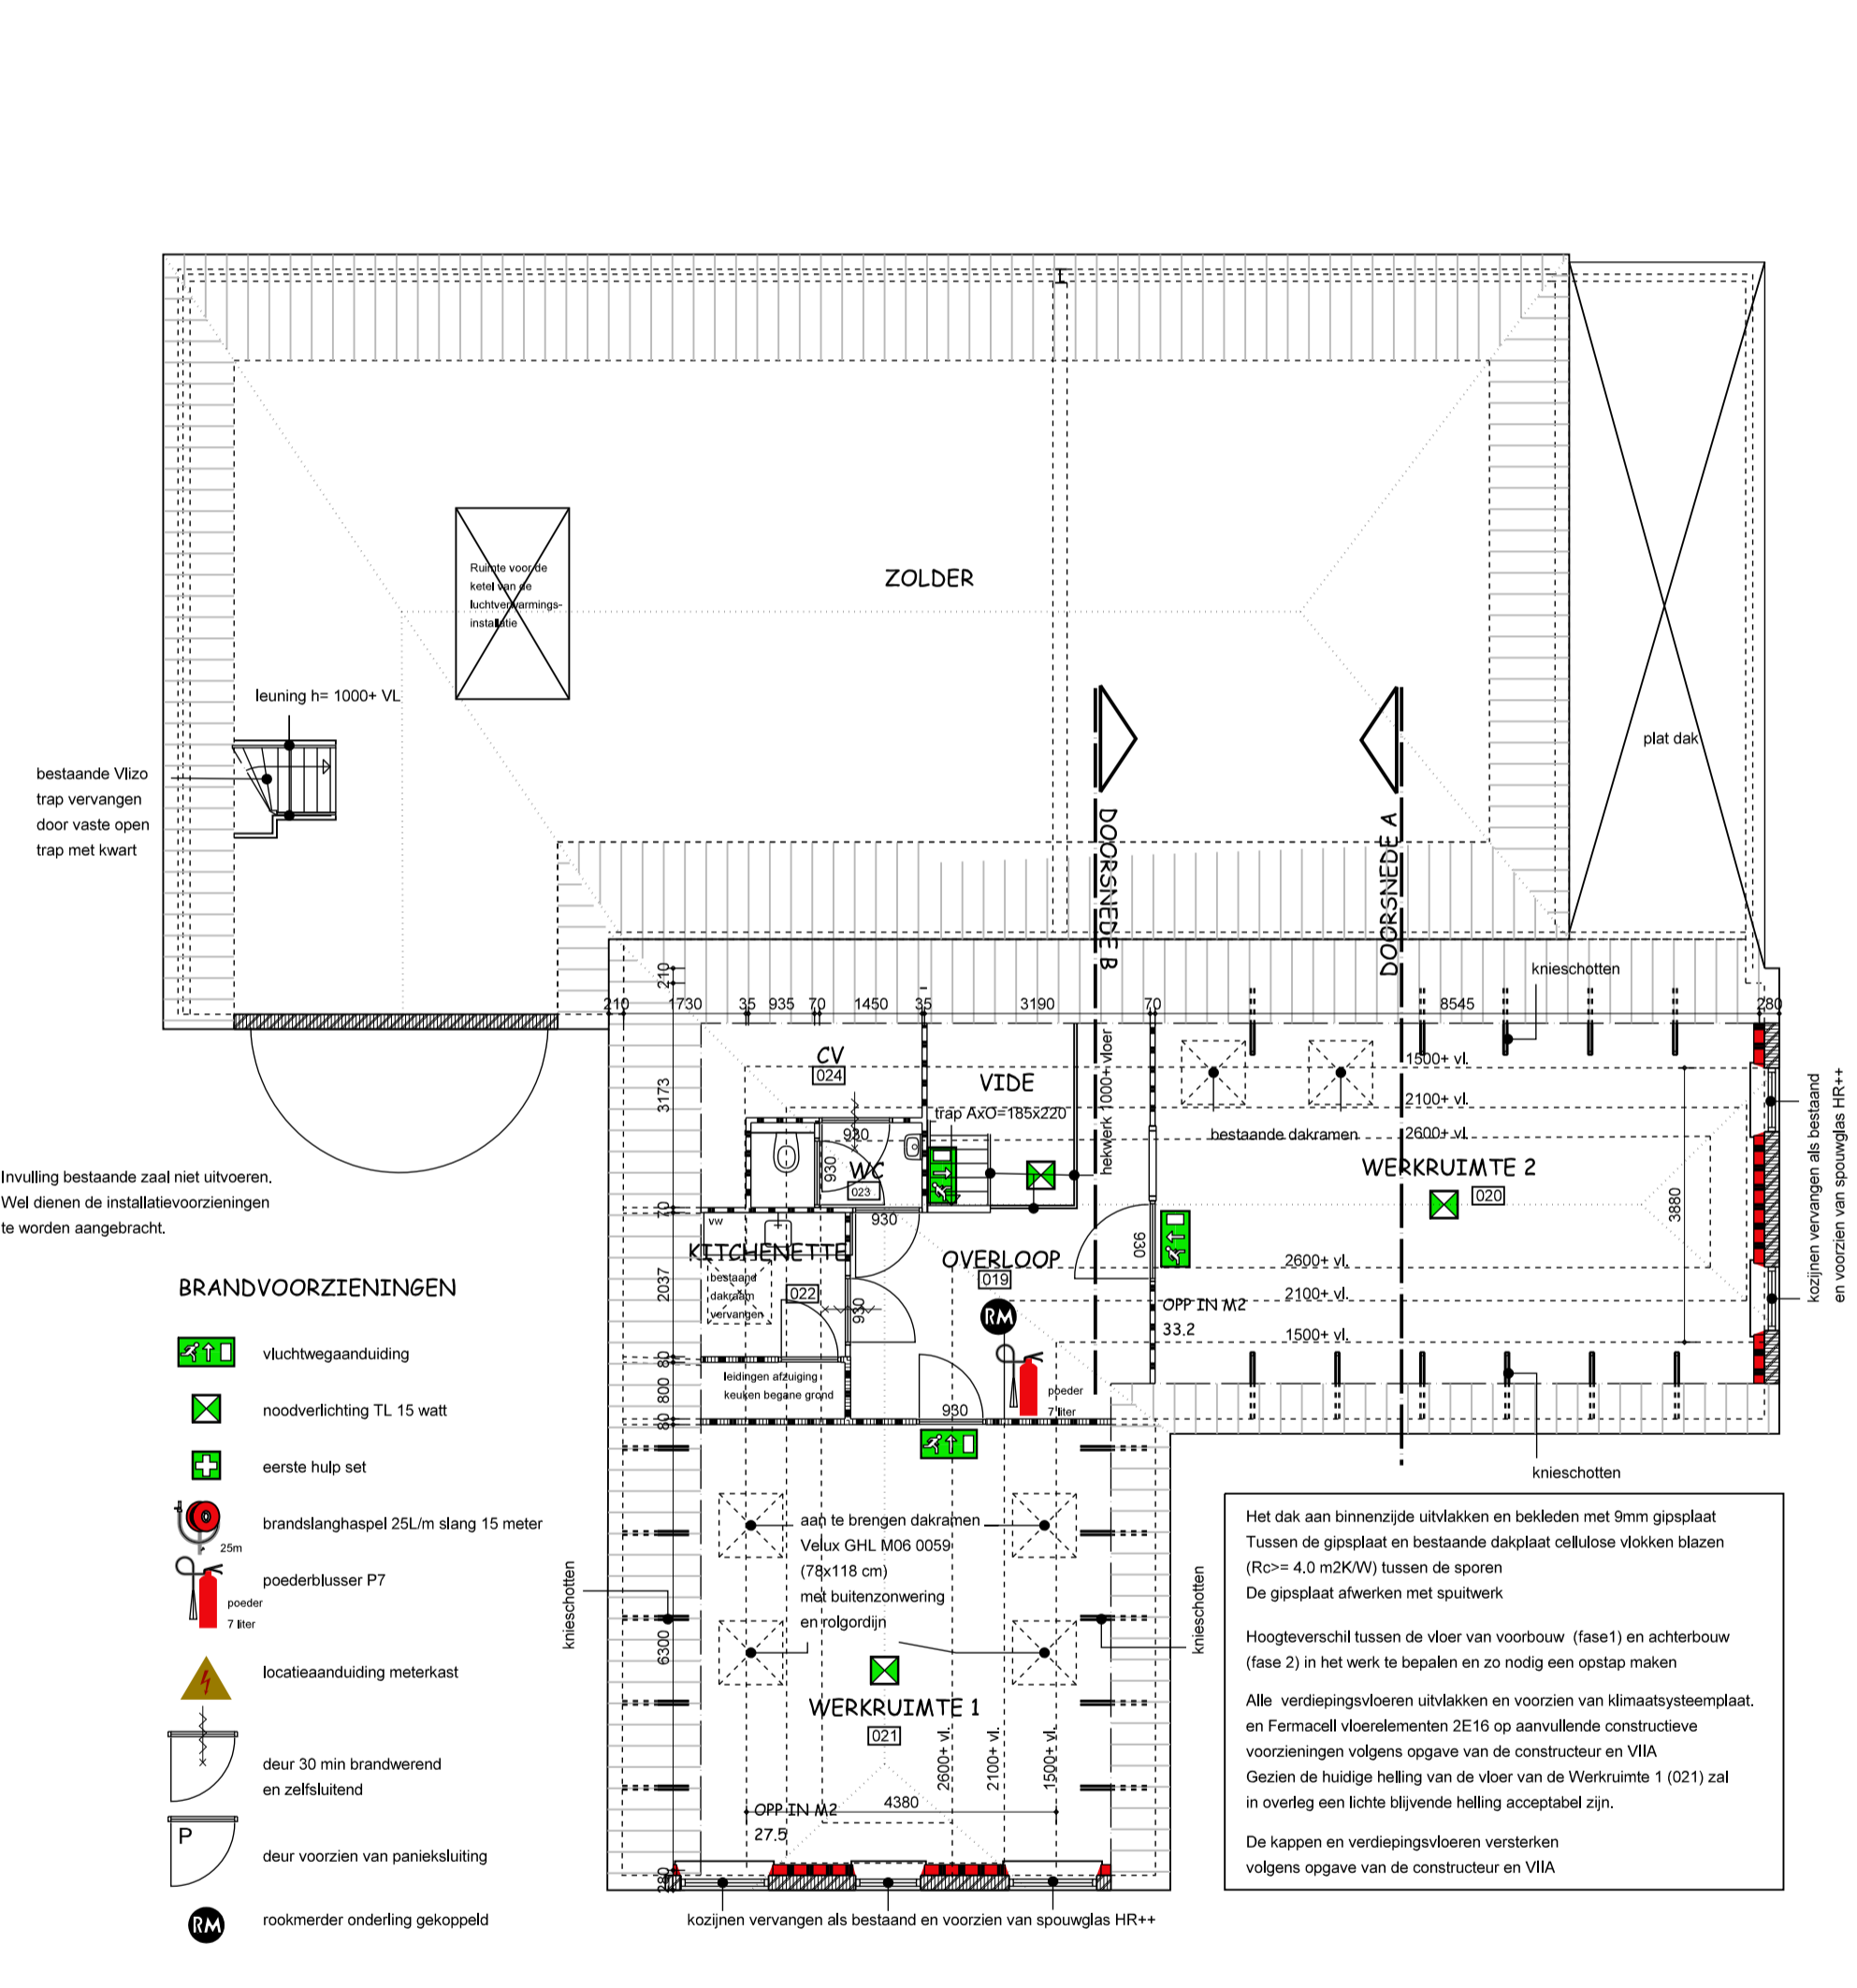 ZOLDER
Ruimte voor de
ketel van de
luchtverwarmings-
installatie
leuning h= 1000+ VL
bestaande Vlizo
trap vervangen
door vaste open
trap met kwart
plat dak
DOORSNEDE B
DOORSNEDE A
knieschotten
210
210
1730
35
935
70
1450
35
3190
70
8545
280
CV
024
3173
VIDE
trap AxO=185x220
hekwerk 1000+ vloer
1500+ vl.
2100+ vl.
2600+ vl.
bestaande dakramen
WERKRUIMTE 2
020
3880
kozijnen vervangen als bestaand
en voorzien van spouwglas HR++
930
930
WC
023
930
70
vw
KITCHENETTE
bestaand
dakraam
vervangen
022
2037
930
OVERLOOP
019
RM
930
2600+ vl.
2100+ vl.
1500+ vl.
OPP IN M2
33.2
80
800
80
leidingen afzuiging
keuken begane grond
930
poeder
7 liter
knieschotten
Invulling bestaande zaal niet uitvoeren.
Wel dienen de installatievoorzieningen
te worden aangebracht.
BRANDVOORZIENINGEN
vluchtwegaanduiding
noodverlichting TL 15 watt
eerste hulp set
brandslanghaspel 25L/m slang 15 meter
25m
poederblusser P7
poeder
7 liter
locatieaanduiding meterkast
deur 30 min brandwerend
en zelfsluitend
P
deur voorzien van panieksluiting
RM
rookmerder onderling gekoppeld
aan te brengen dakramen
Velux GHL M06 0059
(78x118 cm)
met buitenzonwering
en rolgordijn
knieschotten
knieschotten
6300
WERKRUIMTE 1
021
2600+ vl.
2100+ vl.
1500+ vl.
4380
OPP IN M2
27.5
280
kozijnen vervangen als bestaand en voorzien van spouwglas HR++
Het dak aan binnenzijde uitvlakken en bekleden met 9mm gipsplaat
Tussen de gipsplaat en bestaande dakplaat cellulose vlokken blazen
(Rc>= 4.0 m2K/W) tussen de sporen
De gipsplaat afwerken met spuitwerk
Hoogteverschil tussen de vloer van voorbouw (fase1) en achterbouw
(fase 2) in het werk te bepalen en zo nodig een opstap maken
Alle verdiepingsvloeren uitvlakken en voorzien van klimaatsysteemplaat.
en Fermacell vloerelementen 2E16 op aanvullende constructieve
voorzieningen volgens opgave van de constructeur en VIIA
Gezien de huidige helling van de vloer van de Werkruimte 1 (021) zal
in overleg een lichte blijvende helling acceptabel zijn.
De kappen en verdiepingsvloeren versterken
volgens opgave van de constructeur en VIIA